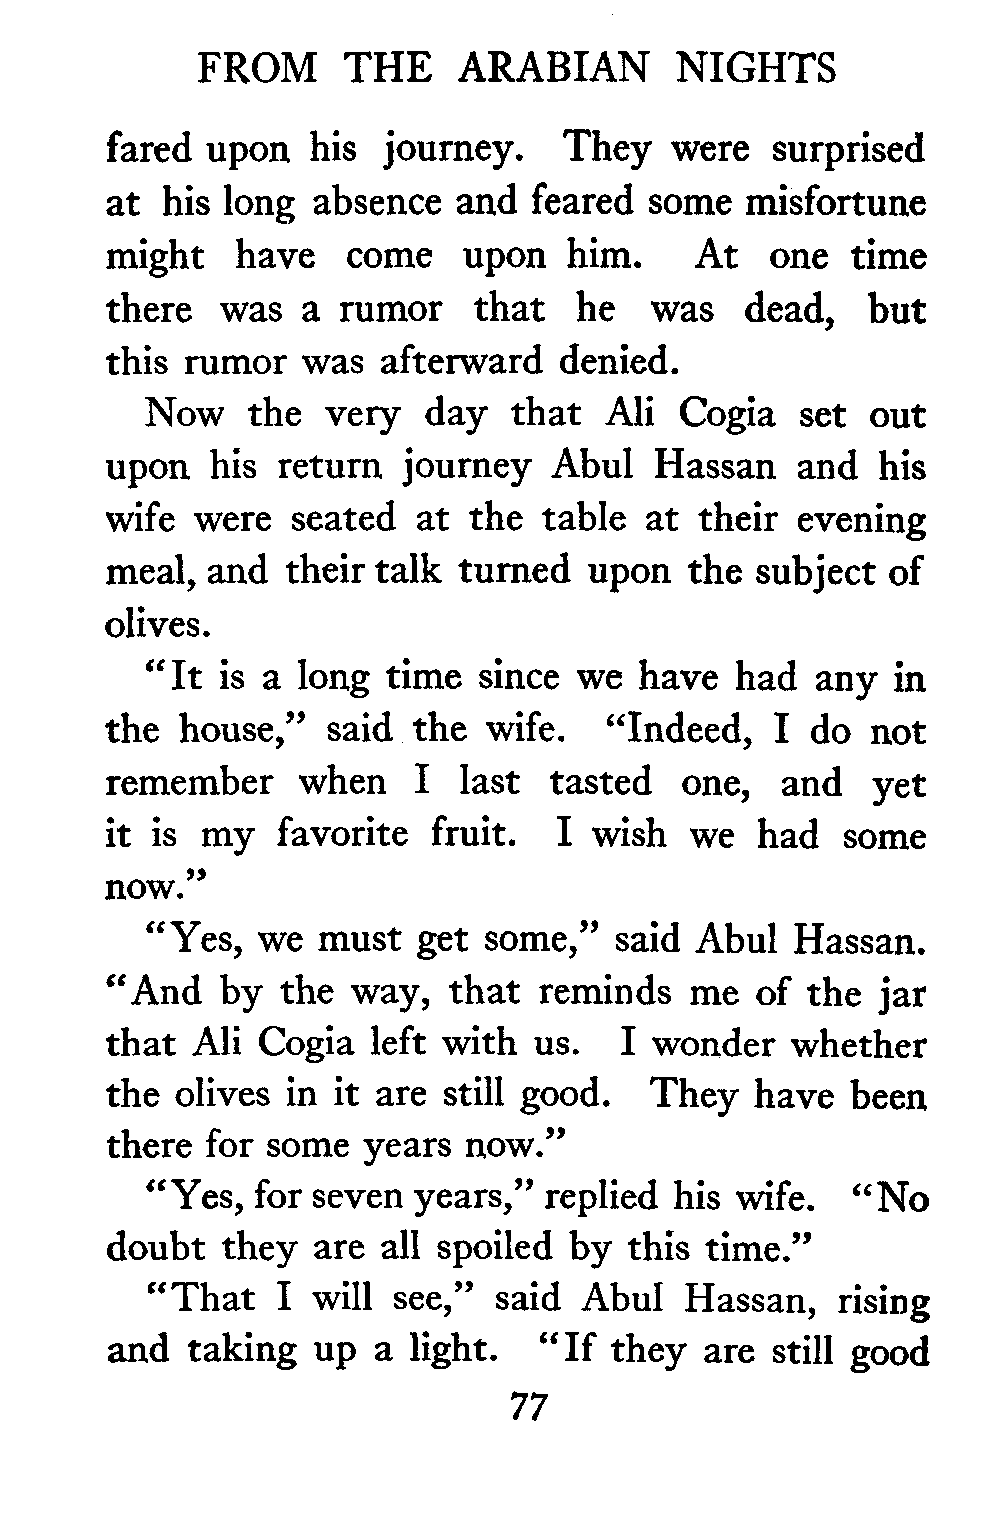 FROM THE ARABIAN NIGHTS
fared upon his journey. They were surprised
at his long absence and feared some misfortune
might have come upon him. At one time
there was a rumor that he was dead, but
this rumor was afterward denied.
Now the very day that Ali Cogia set out
upon his return journey Abul Hassan and his
wife were seated at the table at their evening
meal, and their talk turned upon the subject of
olives.
“It is a long time since we have had any in
the house,” said the wife. “Indeed, I do not
remember when I last tasted one, and yet
it is my favorite fruit. I wish we had some
now.”
“Yes, we must get some,” said Abul Hassan.
“And by the way, that reminds me of the jar
that Ali Cogia left with us. I wonder whether
the olives in it are still good. They have been
there for some years now.”
“Yes, for seven years,” replied his wife. “No
doubt they are all spoiled by this time.”
“That I will see,” said Abul Hassan, rising
and taking up a light. “If they are still good
77